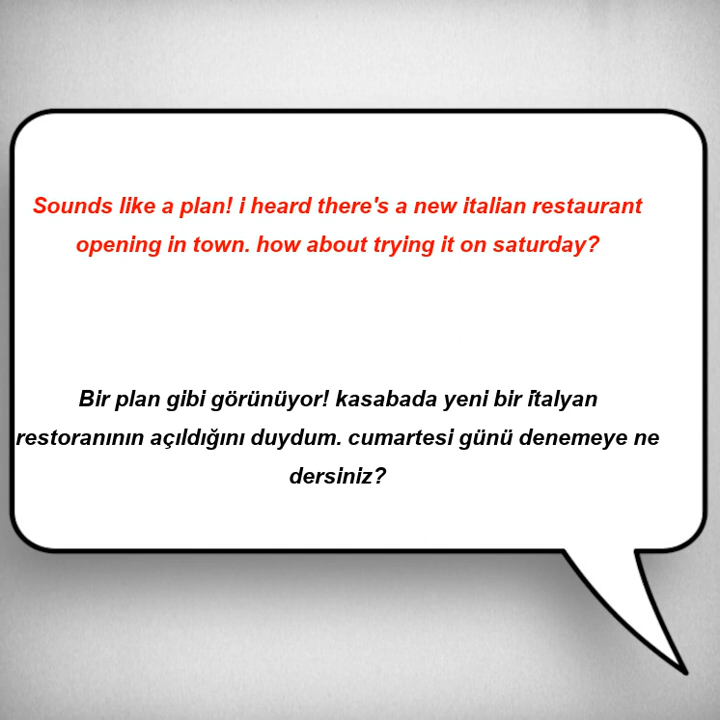 Sounds like a plan! i heard there's a new italian restaurant
opening in town. how about trying it on saturday?
Bir plan gibi görünüyor! kasabada yeni bir i̇talyan
restoranının açıldığını duydum. cumartesi günü denemeye ne
dersiniz?